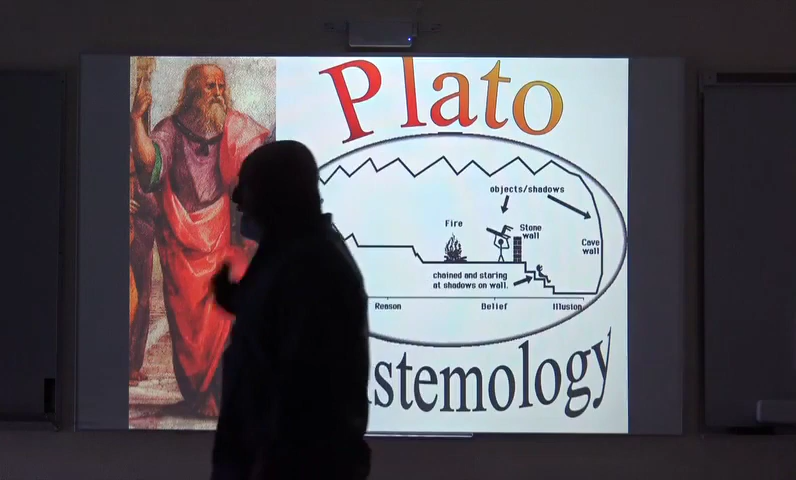 Plato
objects/shadows
Fire
Stone
wall
Cave
wall
chained and staring
at shadows on wall.
Reason
Belief
Illusion
stemology